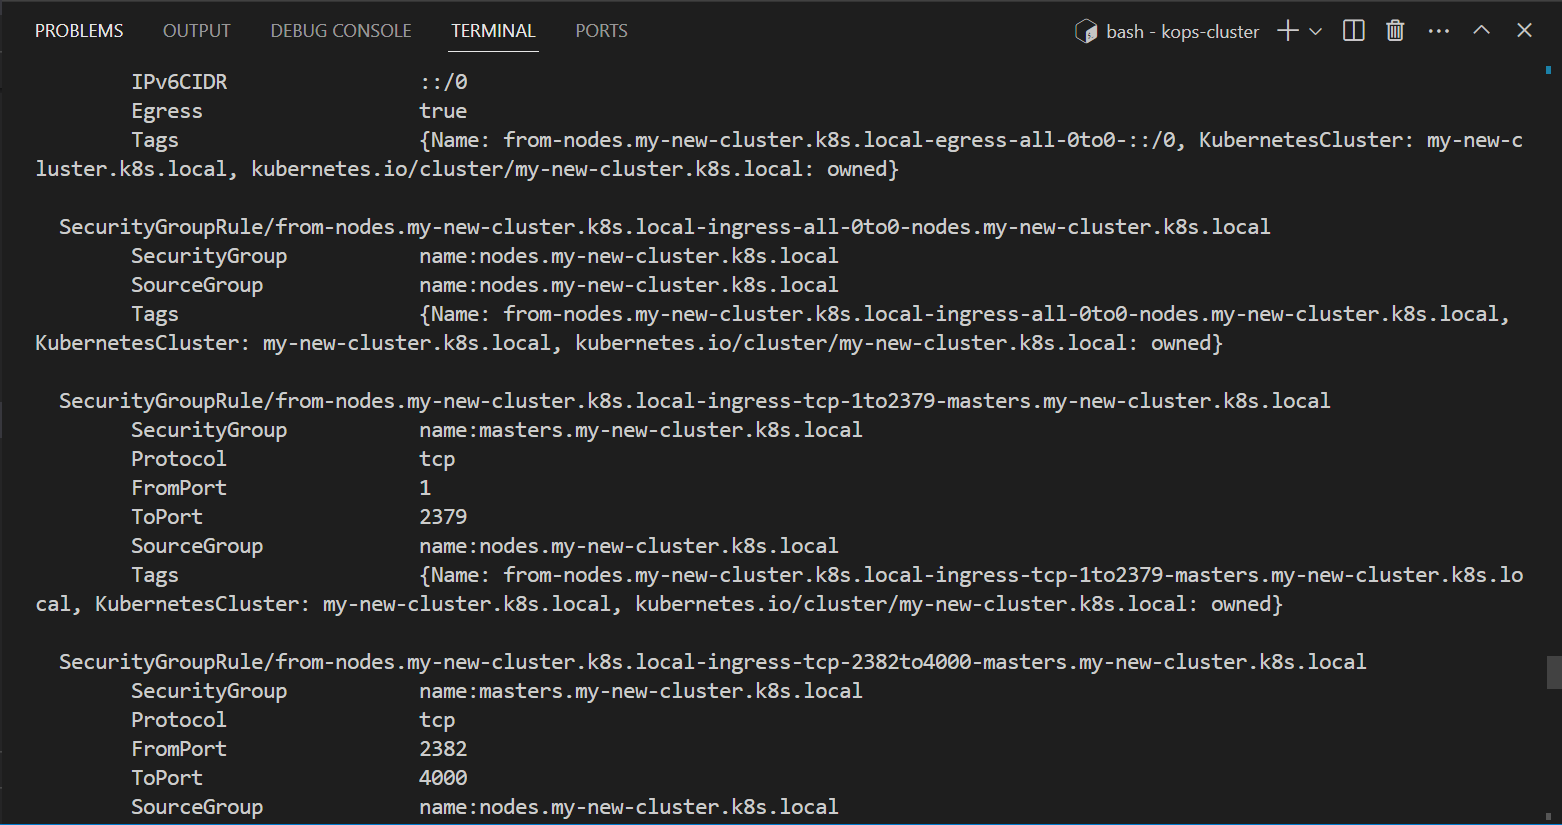 PROBLEMS OUTPUT DEBUG CONSOLE TERMINAL PORTS bash - kops-cluster
IPv6CIDR ::/0
Egress true
Tags {Name: from-nodes.my-new-cluster.k8s.local-egress-all-0to0-::/0, KubernetesCluster: my-new-c
luster.k8s.local, kubernetes.io/cluster/my-new-cluster.k8s.local: owned}
SecurityGroupRule/from-nodes.my-new-cluster.k8s.local-ingress-all-0to0-nodes.my-new-cluster.k8s.local
SecurityGroup name:nodes.my-new-cluster.k8s.local
SourceGroup name:nodes.my-new-cluster.k8s.local
Tags {Name: from-nodes.my-new-cluster.k8s.local-ingress-all-0to0-nodes.my-new-cluster.k8s.local,
KubernetesCluster: my-new-cluster.k8s.local, kubernetes.io/cluster/my-new-cluster.k8s.local: owned}
SecurityGroupRule/from-nodes.my-new-cluster.k8s.local-ingress-tcp-1to2379-masters.my-new-cluster.k8s.local
SecurityGroup name:masters.my-new-cluster.k8s.local
Protocol tcp
FromPort 1
ToPort 2379
SourceGroup name:nodes.my-new-cluster.k8s.local
Tags {Name: from-nodes.my-new-cluster.k8s.local-ingress-tcp-1to2379-masters.my-new-cluster.k8s.lo
cal, KubernetesCluster: my-new-cluster.k8s.local, kubernetes.io/cluster/my-new-cluster.k8s.local: owned}
SecurityGroupRule/from-nodes.my-new-cluster.k8s.local-ingress-tcp-2382to4000-masters.my-new-cluster.k8s.local
SecurityGroup name:masters.my-new-cluster.k8s.local
Protocol tcp
FromPort 2382
ToPort 4000
SourceGroup name:nodes.my-new-cluster.k8s.local